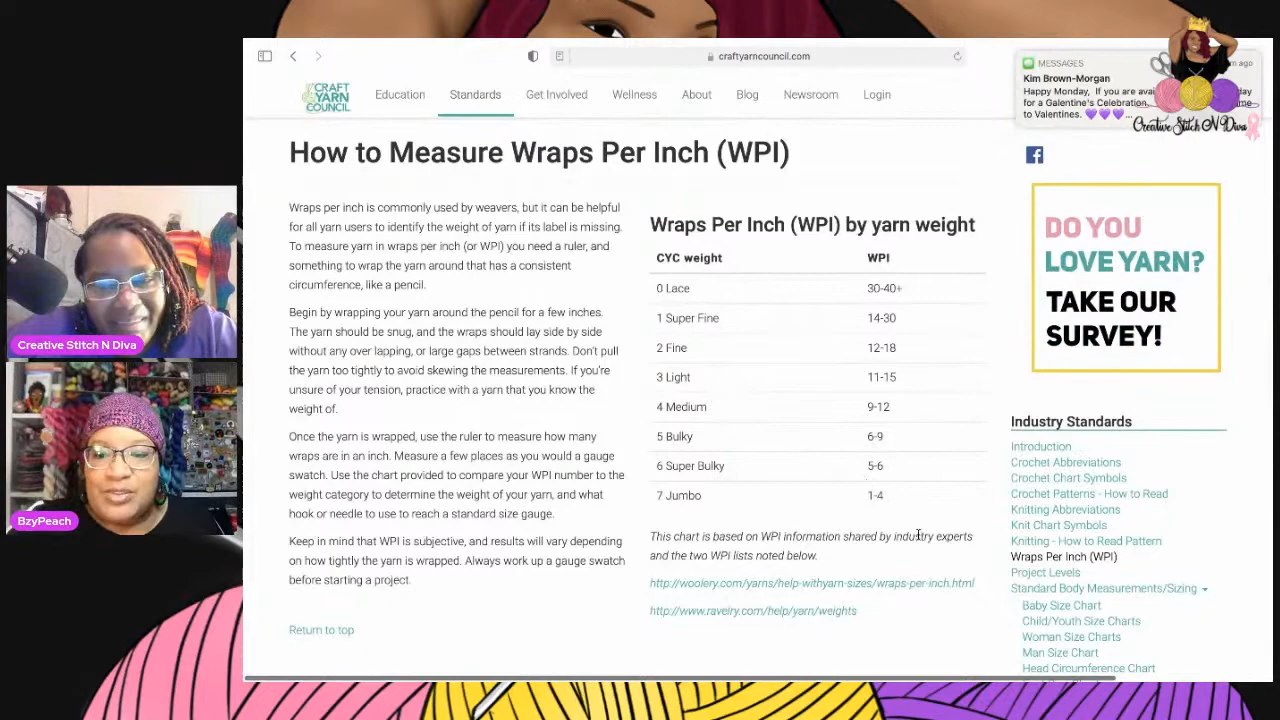 craftyarncouncil.com
CRAFT
YARN
COUNCIL
Education
Standards
Get Involved
Wellness
About
Blog
Newsroom
Login
MESSAGES
m ago
Kim Brown-Morgan
Happy Monday, If you are avai
day
for a Galentine's Celebration.
me
to Valentines. 💜💜💜...
Creative Stitch N Diva
How to Measure Wraps Per Inch (WPI)
Wraps per inch is commonly used by weavers, but it can be helpful
for all yarn users to identify the weight of yarn if its label is missing.
To measure yarn in wraps per inch (or WPI) you need a ruler, and
something to wrap the yarn around that has a consistent
circumference, like a pencil.
Begin by wrapping your yarn around the pencil for a few inches.
The yarn should be snug, and the wraps should lay side by side
without any over lapping, or large gaps between strands. Don't pull
the yarn too tightly to avoid skewing the measurements. If you're
unsure of your tension, practice with a yarn that you know the
weight of.
Once the yarn is wrapped, use the ruler to measure how many
wraps are in an inch. Measure a few places as you would a gauge
swatch. Use the chart provided to compare your WPI number to the
weight category to determine the weight of your yarn, and what
hook or needle to use to reach a standard size gauge.
Keep in mind that WPI is subjective, and results will vary depending
on how tightly the yarn is wrapped. Always work up a gauge swatch
before starting a project.
Return to top
Wraps Per Inch (WPI) by yarn weight
CYC weight WPI
0 Lace 30-40+
1 Super Fine 14-30
2 Fine 12-18
3 Light 11-15
4 Medium 9-12
5 Bulky 6-9
6 Super Bulky 5-6
7 Jumbo 1-4
This chart is based on WPI information shared by industry experts
and the two WPI lists noted below.
http://woolery.com/yarns/help-withyarn-sizes/wraps-per-inch.html
http://www.ravelry.com/help/yarn/weights
DO YOU
LOVE YARN?
TAKE OUR
SURVEY!
Industry Standards
Introduction
Crochet Abbreviations
Crochet Chart Symbols
Crochet Patterns - How to Read
Knitting Abbreviations
Knit Chart Symbols
Knitting - How to Read Pattern
Wraps Per Inch (WPI)
Project Levels
Standard Body Measurements/Sizing
Baby Size Chart
Child/Youth Size Charts
Woman Size Charts
Man Size Chart
Head Circumference Chart
Creative Stitch N Diva
BzyPeach